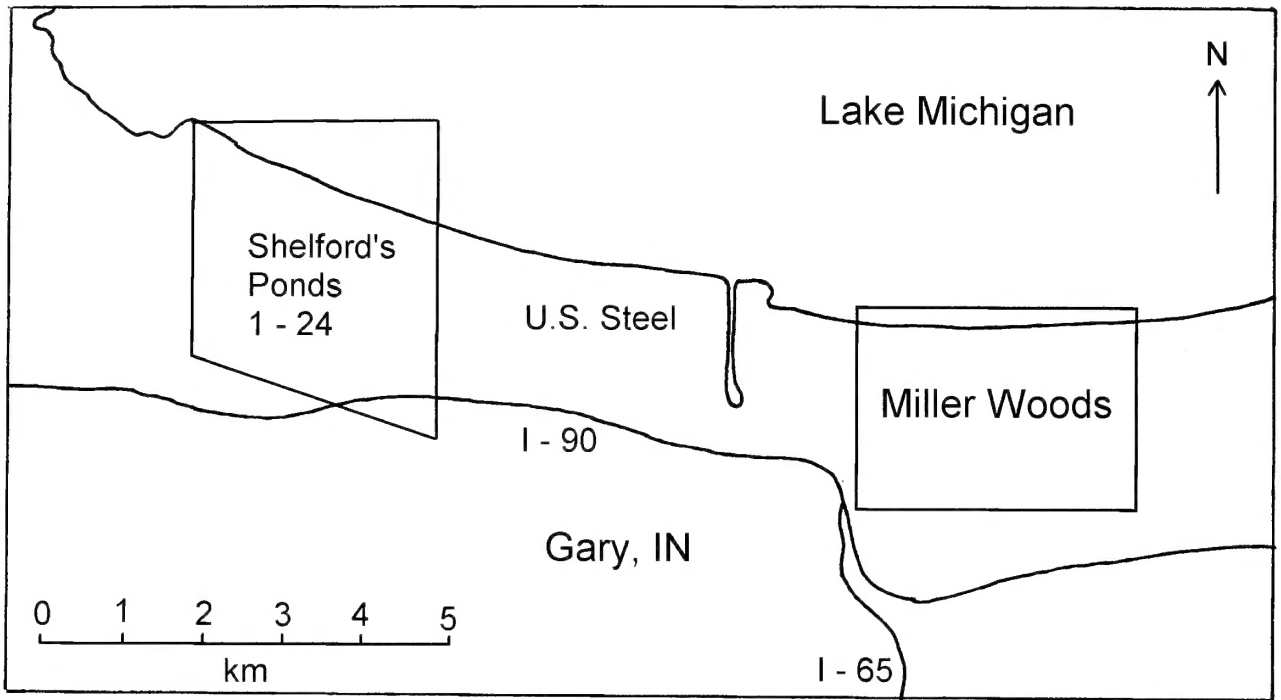 N
Lake Michigan
Shelford's
Ponds
1 - 24
U.S. Steel
Miller Woods
I - 90
Gary, IN
0 1 2 3 4 5
km
I - 65